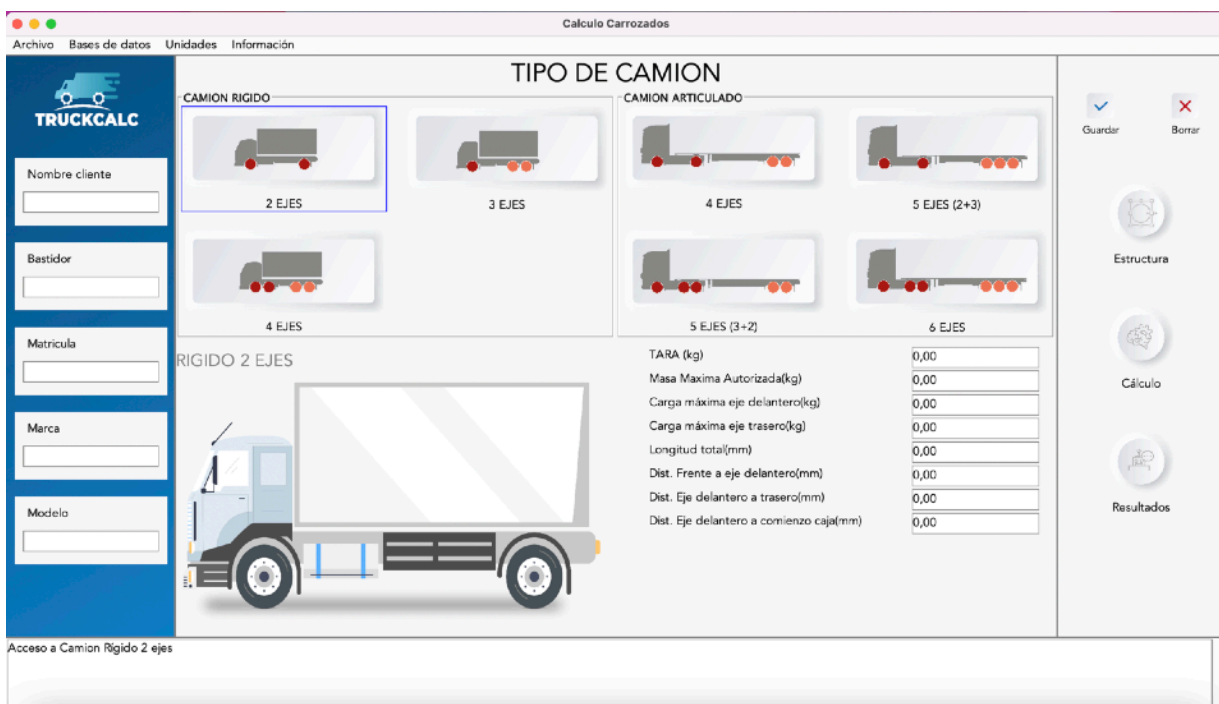 Calculo Carrozados
Archivo Bases de datos Unidades Información
TRUCKCALC
Nombre cliente
Bastidor
Matricula
Marca
Modelo
TIPO DE CAMION
CAMION RIGIDO
2 EJES
3 EJES
4 EJES
CAMION ARTICULADO
4 EJES
5 EJES (2+3)
5 EJES (3+2)
6 EJES
RIGIDO 2 EJES
TARA (kg) 0,00
Masa Maxima Autorizada(kg) 0,00
Carga máxima eje delantero(kg) 0,00
Carga máxima eje trasero(kg) 0,00
Longitud total(mm) 0,00
Dist. Frente a eje delantero(mm) 0,00
Dist. Eje delantero a trasero(mm) 0,00
Dist. Eje delantero a comienzo caja(mm) 0,00
Guardar Borrar
Estructura
Cálculo
Resultados
Acceso a Camion Rígido 2 ejes